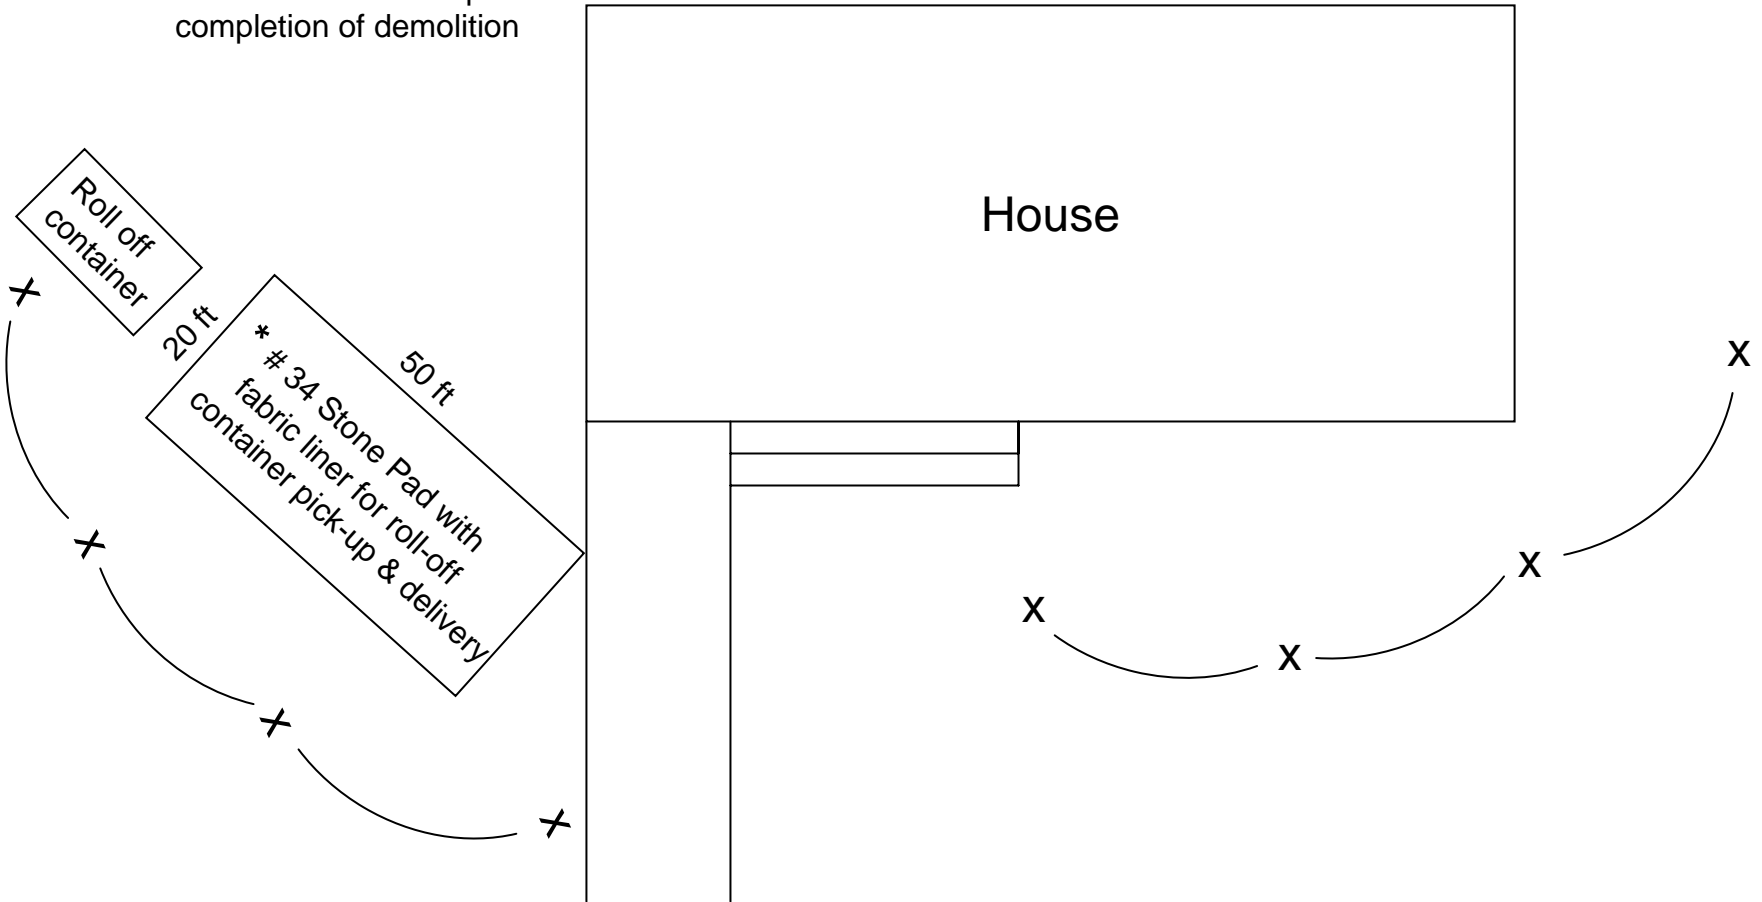 completion of demolition
House
Roll off
container
20 ft
50 ft
* # 34 Stone Pad with
fabric liner for roll-off
container pick-up & delivery
x
x
x
x
x
x
x
x